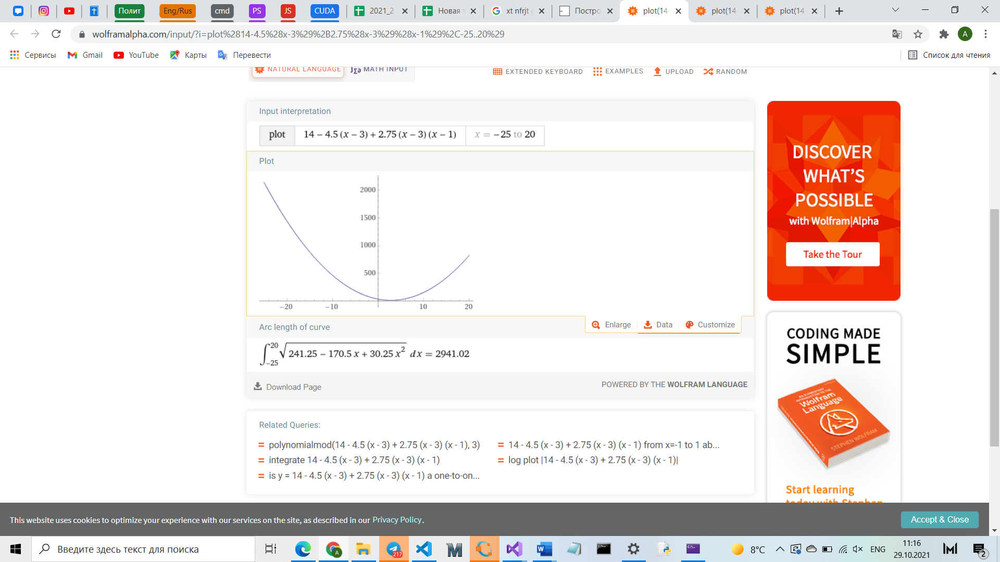 Полит
Eng/Rus
cmd
PS
JS
CUDA
2021_2
Новая т
xt nfrjt
Постро
plot(14-
plot(14-
plot(14-
wolframalpha.com/input/?i=plot%2814-4.5%28x-3%29%2B2.75%28x-3%29%28x-1%29%2C-25..20%29
A
Сервисы
Gmail
YouTube
Карты
Перевести
Список для чтения
NATURAL LANGUAGE
MATH INPUT
EXTENDED KEYBOARD
EXAMPLES
UPLOAD
RANDOM
Input interpretation
plot 14 − 4.5 (x − 3) + 2.75 (x − 3) (x − 1) x = −25 to 20
Plot
2000
1500
1000
500
−20 −10 10 20
Enlarge
Data
Customize
Arc length of curve
∫_{−25}^{20} √(241.25 − 170.5 x + 30.25 x²) dx = 2941.02
Download Page
POWERED BY THE WOLFRAM LANGUAGE
Related Queries:
= polynomialmod(14 - 4.5 (x - 3) + 2.75 (x - 3) (x - 1), 3)
= 14 - 4.5 (x - 3) + 2.75 (x - 3) (x - 1) from x=-1 to 1 ab...
= integrate 14 - 4.5 (x - 3) + 2.75 (x - 3) (x - 1)
= log plot |14 - 4.5 (x - 3) + 2.75 (x - 3) (x - 1)|
= is y = 14 - 4.5 (x - 3) + 2.75 (x - 3) (x - 1) a one-to-on...
DISCOVER
WHAT'S
POSSIBLE
with Wolfram|Alpha
Take the Tour
CODING MADE
SIMPLE
AN ELEMENTARY
INTRODUCTION TO THE
Wolfram
Language
STEPHEN WOLFRAM
Start learning
today with Stephen
This website uses cookies to optimize your experience with our services on the site, as described in our Privacy Policy.
Accept & Close
Введите здесь текст для поиска
A
217
8°C
ENG
11:16
29.10.2021
2